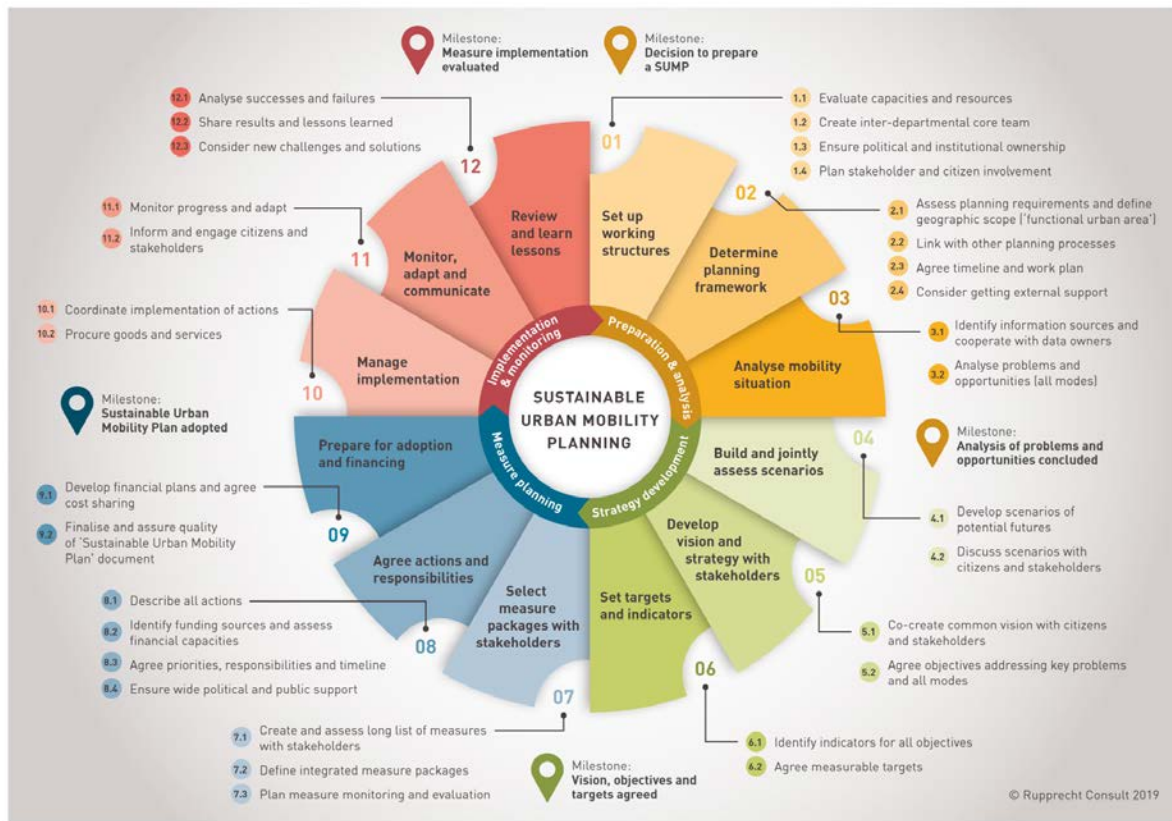 Milestone:
Measure implementation
evaluated
Milestone:
Decision to prepare
a SUMP
12.1 Analyse successes and failures
12.2 Share results and lessons learned
12.3 Consider new challenges and solutions
1.1 Evaluate capacities and resources
1.2 Create inter-departmental core team
1.3 Ensure political and institutional ownership
1.4 Plan stakeholder and citizen involvement
11.1 Monitor progress and adapt
11.2 Inform and engage citizens and
stakeholders
2.1 Assess planning requirements and define
geographic scope ('functional urban area')
2.2 Link with other planning processes
2.3 Agree timeline and work plan
2.4 Consider getting external support
10.1 Coordinate implementation of actions
10.2 Procure goods and services
3.1 Identify information sources and
cooperate with data owners
3.2 Analyse problems and
opportunities (all modes)
Milestone:
Sustainable Urban
Mobility Plan adopted
Milestone:
Analysis of problems and
opportunities concluded
01
Set up
working
structures
02
Determine
planning
framework
03
Analyse mobility
situation
04
Build and jointly
assess scenarios
05
Develop
vision and
strategy with
stakeholders
06
Set targets
and indicators
07
Select
measure
packages with
stakeholders
08
Agree actions and
responsibilities
09
Prepare for adoption
and financing
10
Manage
implementation
11
Monitor,
adapt and
communicate
12
Review
and learn
lessons
Preparation & analysis
Strategy development
Measure planning
Implementation
& monitoring
SUSTAINABLE
URBAN MOBILITY
PLANNING
9.1 Develop financial plans and agree
cost sharing
9.2 Finalise and assure quality
of 'Sustainable Urban Mobility
Plan' document
4.1 Develop scenarios of
potential futures
4.2 Discuss scenarios with
citizens and stakeholders
8.1 Describe all actions
8.2 Identify funding sources and assess
financial capacities
8.3 Agree priorities, responsibilities and timeline
8.4 Ensure wide political and public support
5.1 Co-create common vision with citizens
and stakeholders
5.2 Agree objectives addressing key problems
and all modes
7.1 Create and assess long list of measures
with stakeholders
7.2 Define integrated measure packages
7.3 Plan measure monitoring and evaluation
6.1 Identify indicators for all objectives
6.2 Agree measurable targets
Milestone:
Vision, objectives and
targets agreed
© Rupprecht Consult 2019